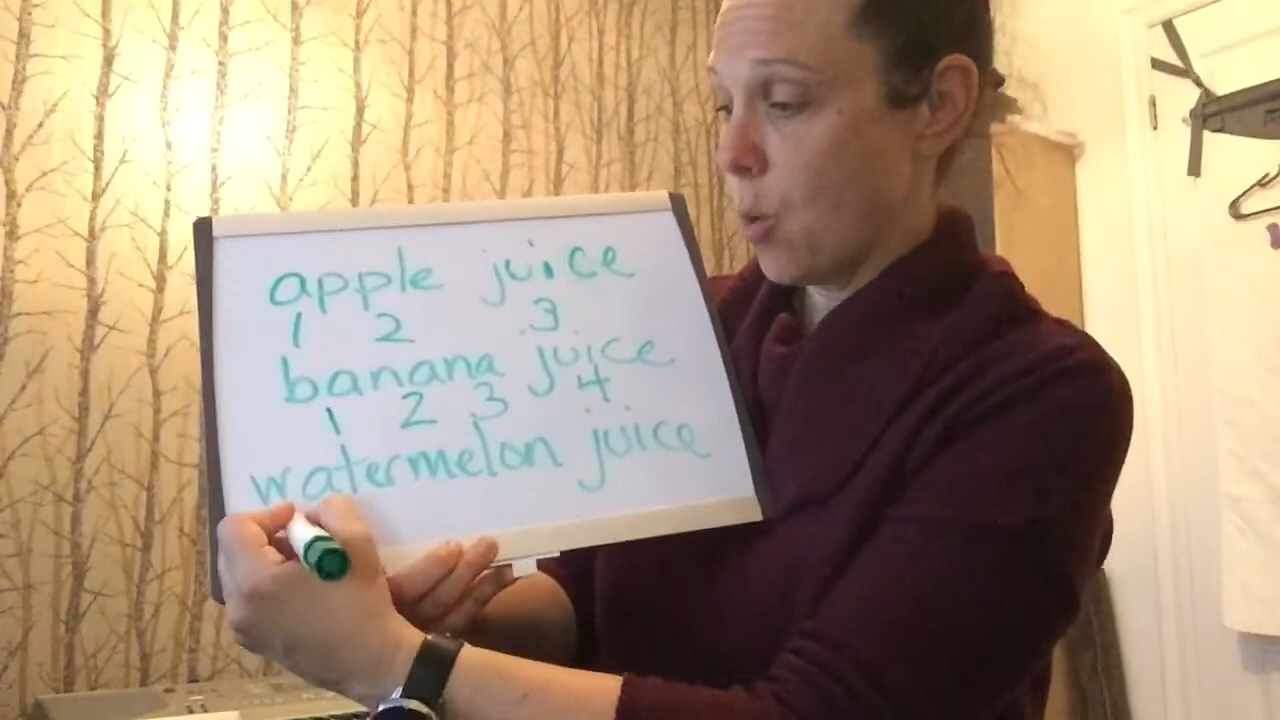 apple juice
1 2 3
banana juice
1 2 3 4
watermelon juice